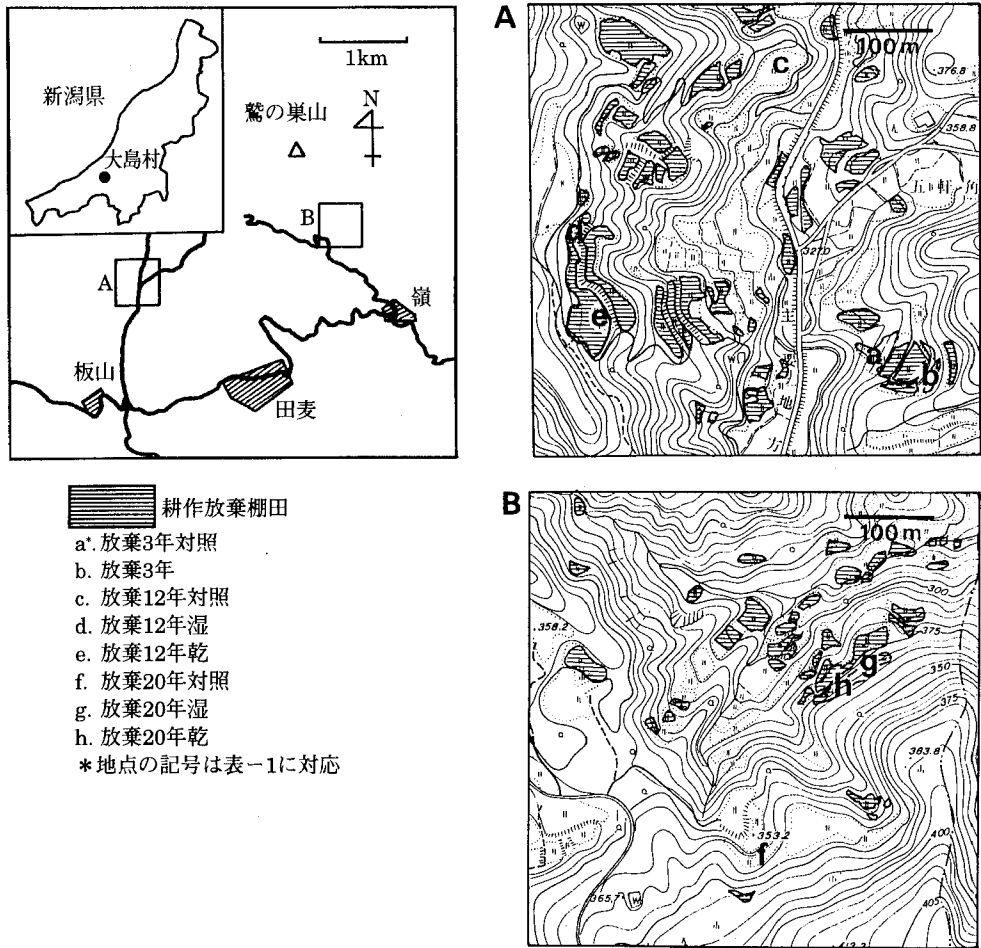 新潟県
大島村
1km
鷲の巣山
N
B
A
嶺
板山
田麦
耕作放棄棚田
a*. 放棄3年対照
b. 放棄3年
c. 放棄12年対照
d. 放棄12年湿
e. 放棄12年乾
f. 放棄20年対照
g. 放棄20年湿
h. 放棄20年乾
*地点の記号は表−1に対応
A
100m
W
c
376.8
358.8
五軒角
d
327.0
e
土
a
b
W
地
方
B
100m
300
358.2
375
g
350
h
375
383.8
353.2
400
f
365.7
W
405